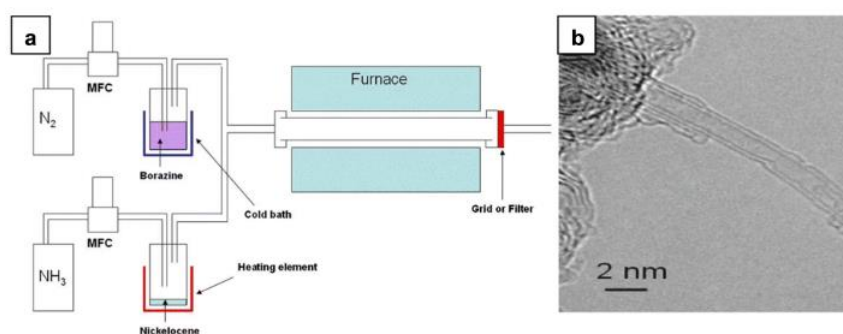 a
MFC
N₂
Borazine
Cold bath
Furnace
Grid or Filter
MFC
NH₃
Heating element
Nickelocene
b
2 nm